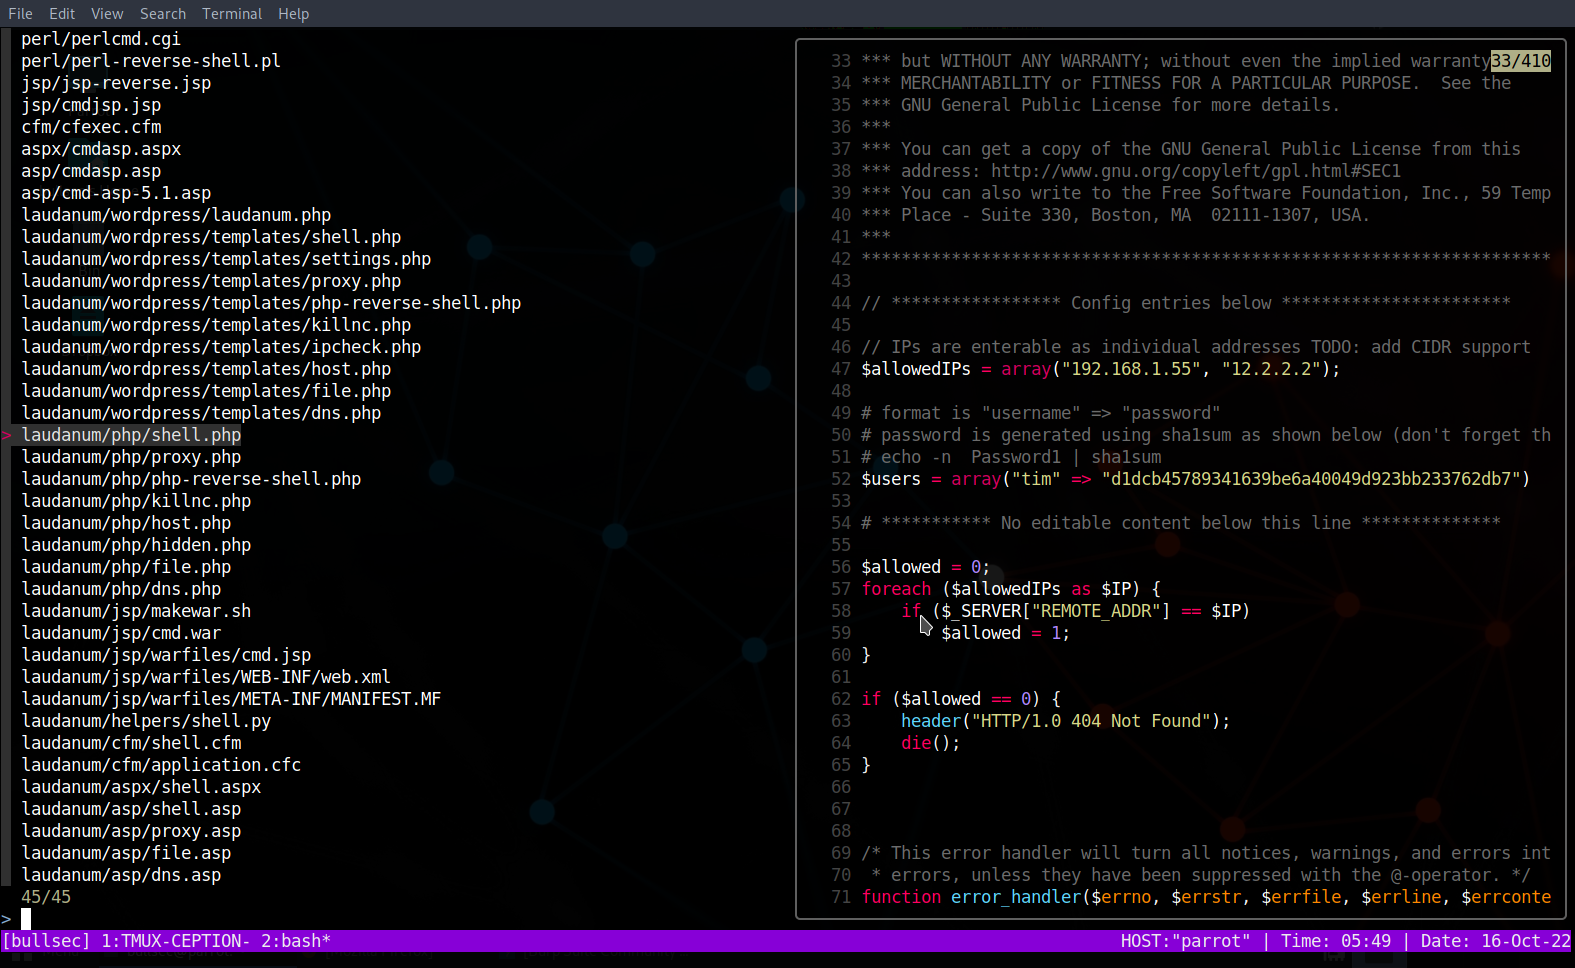 File Edit View Search Terminal Help
perl/perlcmd.cgi
perl/perl-reverse-shell.pl
jsp/jsp-reverse.jsp
jsp/cmdjsp.jsp
cfm/cfexec.cfm
aspx/cmdasp.aspx
asp/cmdasp.asp
asp/cmd-asp-5.1.asp
laudanum/wordpress/laudanum.php
laudanum/wordpress/templates/shell.php
laudanum/wordpress/templates/settings.php
laudanum/wordpress/templates/proxy.php
laudanum/wordpress/templates/php-reverse-shell.php
laudanum/wordpress/templates/killnc.php
laudanum/wordpress/templates/ipcheck.php
laudanum/wordpress/templates/host.php
laudanum/wordpress/templates/file.php
laudanum/wordpress/templates/dns.php
> laudanum/php/shell.php
laudanum/php/proxy.php
laudanum/php/php-reverse-shell.php
laudanum/php/killnc.php
laudanum/php/host.php
laudanum/php/hidden.php
laudanum/php/file.php
laudanum/php/dns.php
laudanum/jsp/makewar.sh
laudanum/jsp/cmd.war
laudanum/jsp/warfiles/cmd.jsp
laudanum/jsp/warfiles/WEB-INF/web.xml
laudanum/jsp/warfiles/META-INF/MANIFEST.MF
laudanum/helpers/shell.py
laudanum/cfm/shell.cfm
laudanum/cfm/application.cfc
laudanum/aspx/shell.aspx
laudanum/asp/shell.asp
laudanum/asp/proxy.asp
laudanum/asp/file.asp
laudanum/asp/dns.asp
45/45
>
33 *** but WITHOUT ANY WARRANTY; without even the implied warranty 33/410
34 *** MERCHANTABILITY or FITNESS FOR A PARTICULAR PURPOSE.  See the
35 *** GNU General Public License for more details.
36 ***
37 *** You can get a copy of the GNU General Public License from this
38 *** address: http://www.gnu.org/copyleft/gpl.html#SEC1
39 *** You can also write to the Free Software Foundation, Inc., 59 Temp
40 *** Place - Suite 330, Boston, MA  02111-1307, USA.
41 ***
42 *********************************************************************
43
44 // ***************** Config entries below ***********************
45
46 // IPs are enterable as individual addresses TODO: add CIDR support
47 $allowedIPs = array("192.168.1.55", "12.2.2.2");
48
49 # format is "username" => "password"
50 # password is generated using sha1sum as shown below (don't forget th
51 # echo -n  Password1 | sha1sum
52 $users = array("tim" => "d1dcb45789341639be6a40049d923bb233762db7")
53
54 # *********** No editable content below this line **************
55
56 $allowed = 0;
57 foreach ($allowedIPs as $IP) {
58     if ($_SERVER["REMOTE_ADDR"] == $IP)
59         $allowed = 1;
60 }
61
62 if ($allowed == 0) {
63     header("HTTP/1.0 404 Not Found");
64     die();
65 }
66
67
68
69 /* This error handler will turn all notices, warnings, and errors int
70  * errors, unless they have been suppressed with the @-operator. */
71 function error_handler($errno, $errstr, $errfile, $errline, $errconte
[bullsec] 1:TMUX-CEPTION- 2:bash* HOST:"parrot" | Time: 05:49 | Date: 16-Oct-22